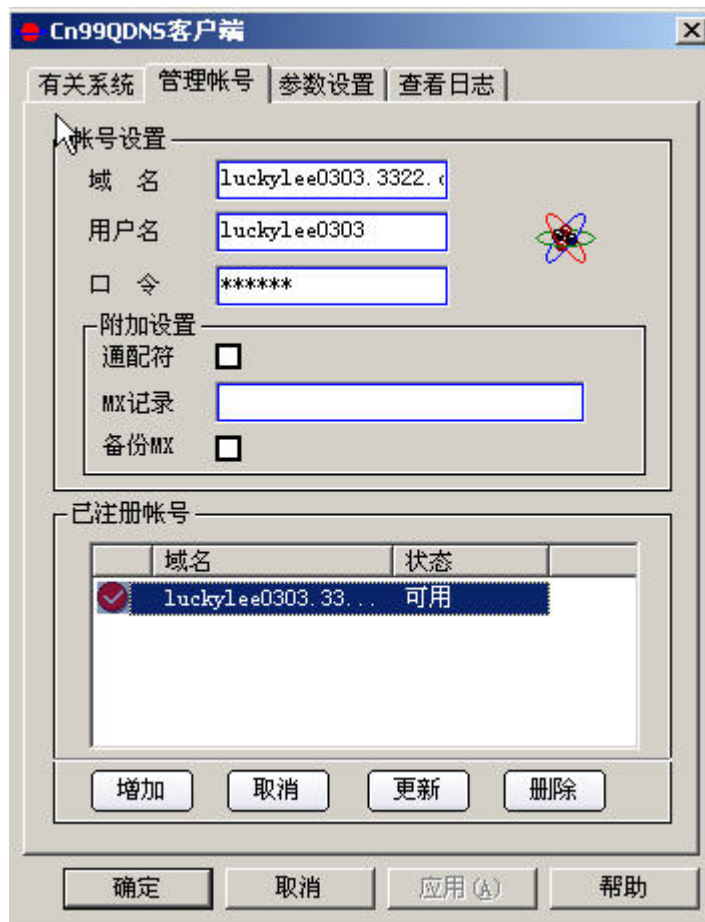 Cn99QDNS客户端
有关系统 管理帐号 参数设置 查看日志
帐号设置
域 名 luckylee0303.3322.
用户名 luckylee0303
口 令 ******
附加设置
通配符
MX记录
备份MX
已注册帐号
域名 状态
luckylee0303.33... 可用
增加 取消 更新 删除
确定 取消 应用(A) 帮助